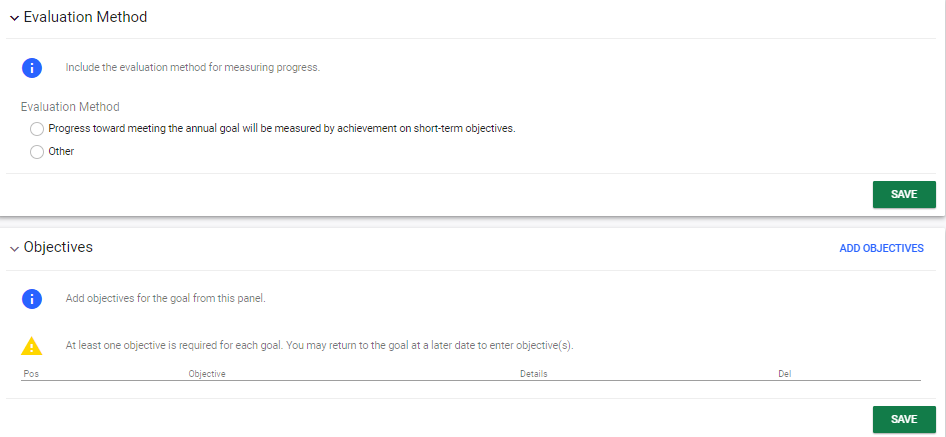 Evaluation Method
Include the evaluation method for measuring progress.
Evaluation Method
Progress toward meeting the annual goal will be measured by achievement on short-term objectives.
Other
SAVE
Objectives
ADD OBJECTIVES
Add objectives for the goal from this panel.
At least one objective is required for each goal. You may return to the goal at a later date to enter objective(s).
Pos Objective Details Del
SAVE